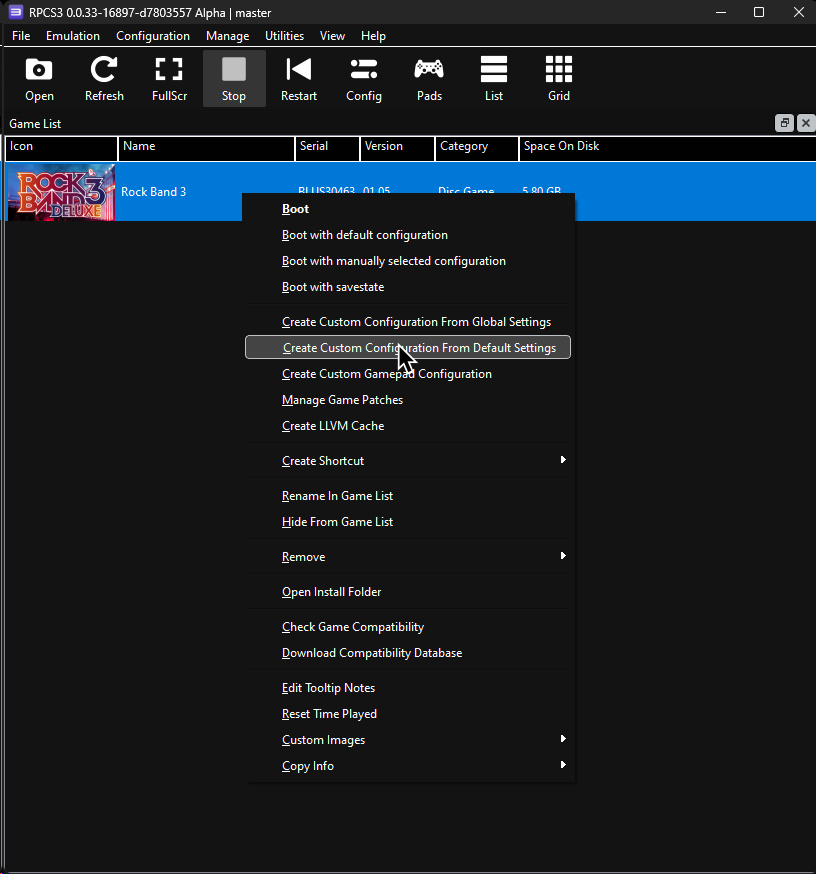 RPCS3 0.0.33-16897-d7803557 Alpha | master
File Emulation Configuration Manage Utilities View Help
Open Refresh FullScr Stop Restart Config Pads List Grid
Game List
Icon Name Serial Version Category Space On Disk
ROCK BAND 3 DELUXE
Rock Band 3 BLUS30463 01.05 Disc Game 5.80 GB
Boot
Boot with default configuration
Boot with manually selected configuration
Boot with savestate
Create Custom Configuration From Global Settings
Create Custom Configuration From Default Settings
Create Custom Gamepad Configuration
Manage Game Patches
Create LLVM Cache
Create Shortcut
Rename In Game List
Hide From Game List
Remove
Open Install Folder
Check Game Compatibility
Download Compatibility Database
Edit Tooltip Notes
Reset Time Played
Custom Images
Copy Info